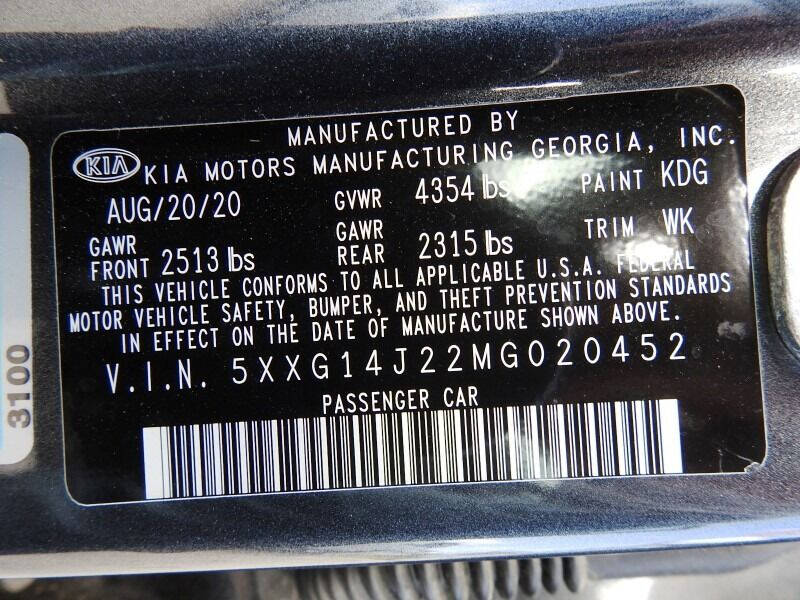 MANUFACTURED BY
KIA KIA MOTORS MANUFACTURING GEORGIA, INC.
AUG/20/20 GVWR 4354 lbs PAINT KDG
GAWR FRONT 2513 lbs GAWR REAR 2315 lbs TRIM WK
THIS VEHICLE CONFORMS TO ALL APPLICABLE U.S.A. FEDERAL
MOTOR VEHICLE SAFETY, BUMPER, AND THEFT PREVENTION STANDARDS
IN EFFECT ON THE DATE OF MANUFACTURE SHOWN ABOVE.
V.I.N. 5XXG14J22MG020452
PASSENGER CAR
3100